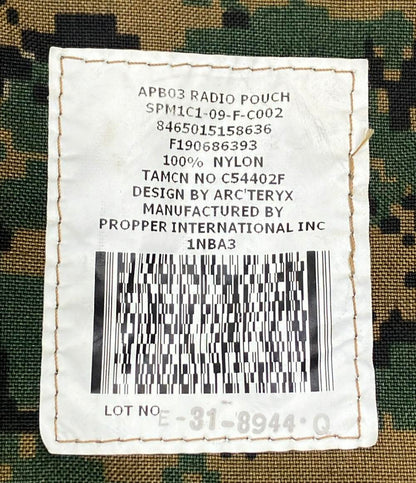 APB03 RADIO POUCH
SPM1C1-09-F-C002
8465015158636
F190686393
100% NYLON
TAMCN NO C54402F
DESIGN BY ARC'TERYX
MANUFACTURED BY
PROPPER INTERNATIONAL INC
1NBA3
LOT NO E-31-8944·Q